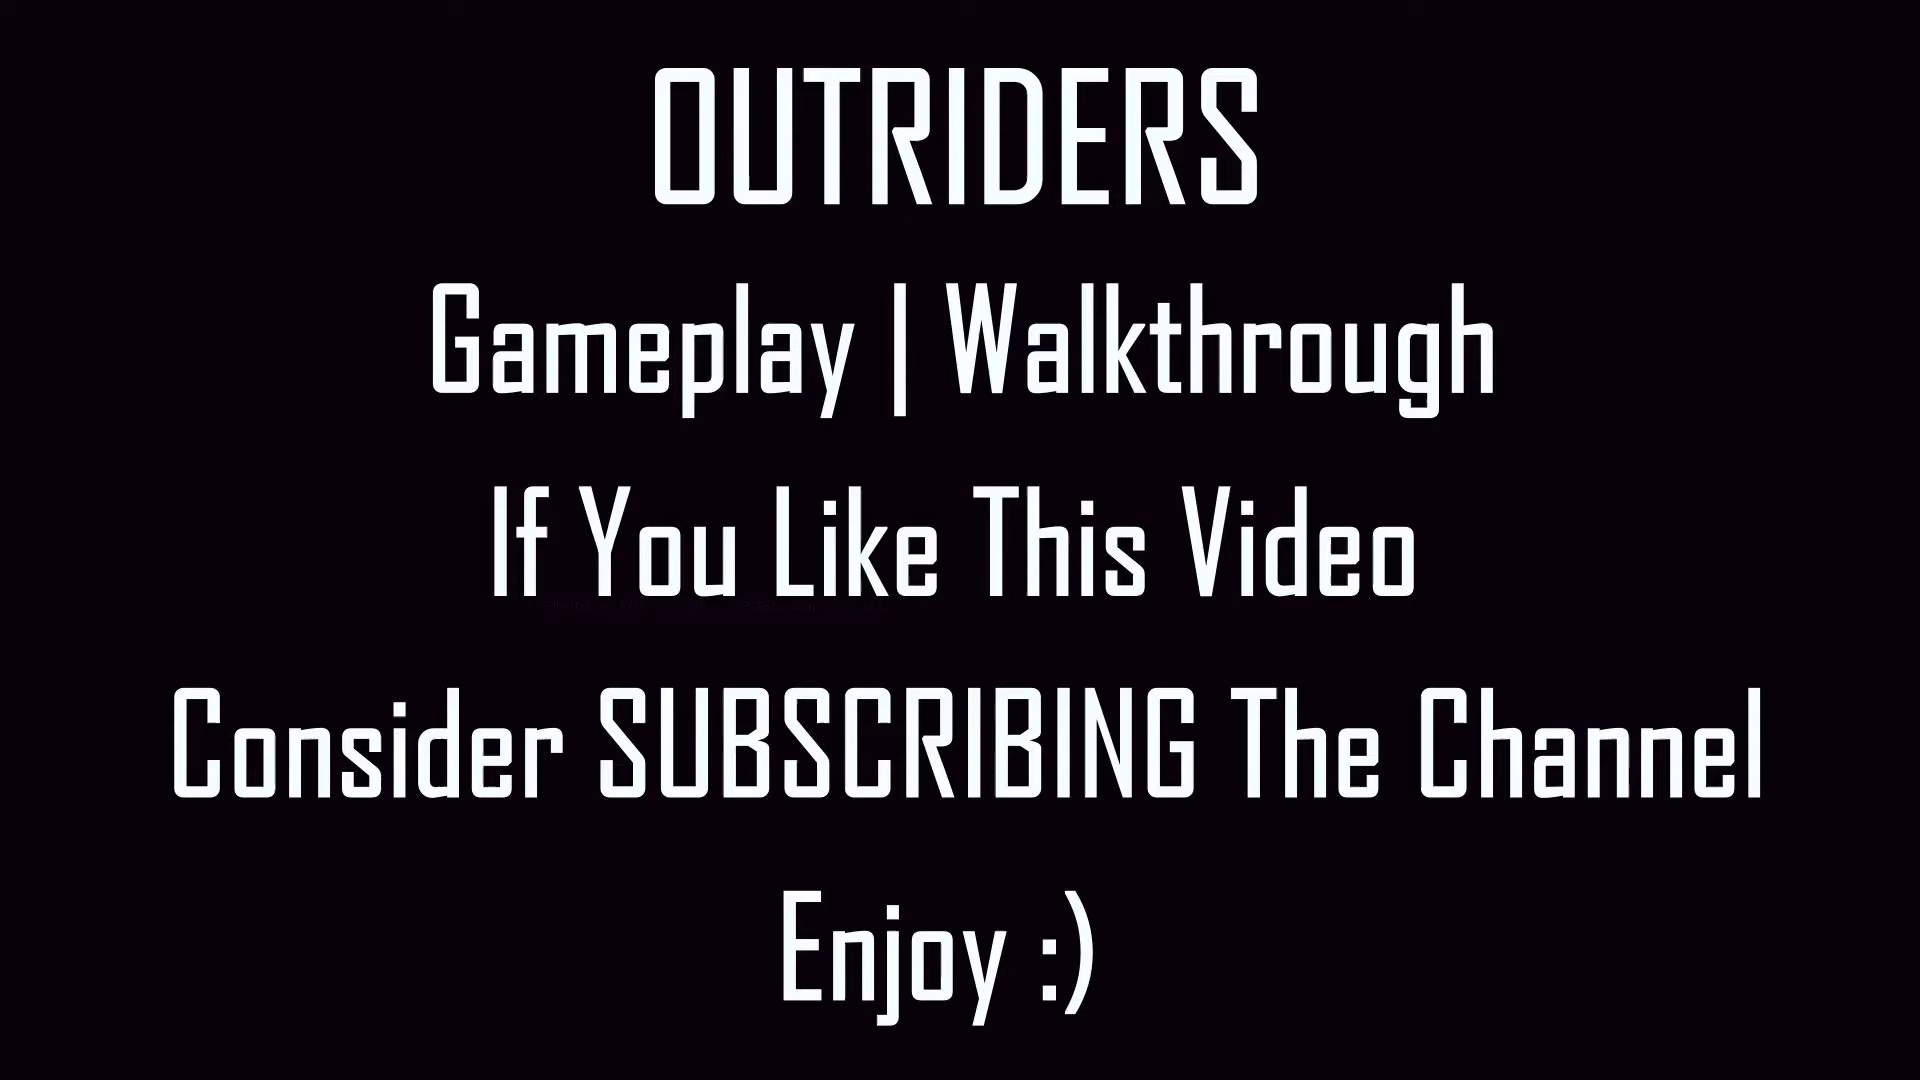 OUTRIDERS
Gameplay | Walkthrough
If You Like This Video
Consider SUBSCRIBING The Channel
Enjoy :)